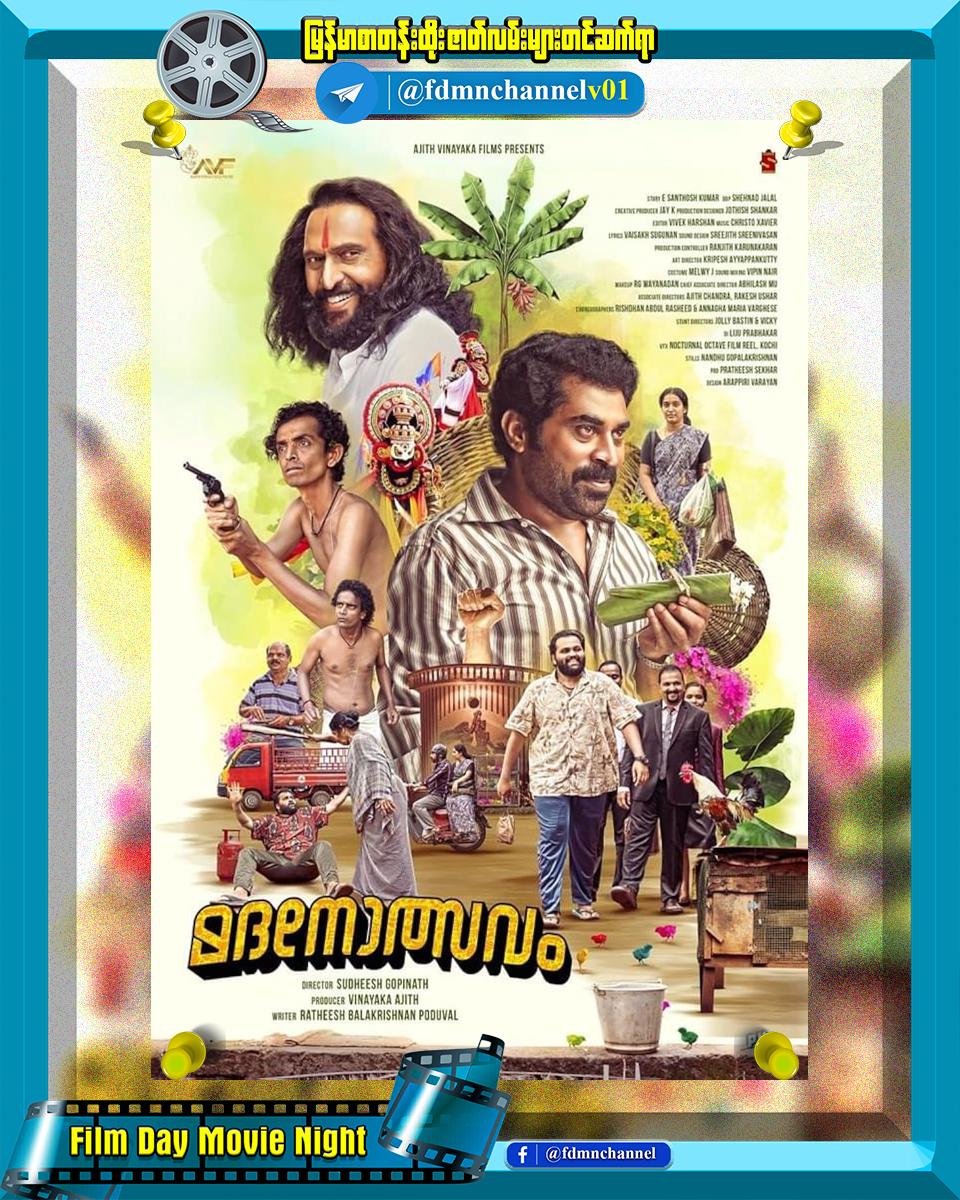 မြန်မာစာတန်းထိုးဇာတ်လမ်းများတင်ဆက်ရာ
@fdmnchannelv01
AJITH VINAYAKA FILMS PRESENTS
AVF
STORY E SANTHOSH KUMAR DOP SHEHNAD JALAL
CREATIVE PRODUCER JAY K PRODUCTION DESIGNER JOTHISH SHANKAR
EDITOR VIVEK HARSHAN MUSIC CHRISTO XAVIER
LYRICS VAISAKH SUGUNAN SOUND DESIGN SREEJITH SREENIVASAN
PRODUCTION CONTROLLER RANJITH KARUNAKARAN
ART DIRECTOR KRIPESH AYYAPPANKUTTY
COSTUME MELWY J SOUND MIXING VIPIN NAIR
MAKEUP RG WAYANADAN CHIEF ASSOCIATE DIRECTOR ABHILASH MU
ASSOCIATE DIRECTORS AJITH CHANDRA, RAKESH USHAR
CHOREOGRAPHERS RISHDHAN ABDUL RASHEED & ANNAGHA MARIA VARGHESE
STUNT DIRECTORS JOLLY BASTIN & VICKY
DI LIJU PRABHAKAR
VFX NOCTURNAL OCTAVE FILM REEL, KOCHI
STILLS NANDHU GOPALAKRISHNAN
PRO PRATHEESH SEKHAR
DESIGN ARAPPIRI VARAYAN
മദനോത്സവം
DIRECTOR SUDHEESH GOPINATH
PRODUCER VINAYAKA AJITH
WRITER RATHEESH BALAKRISHNAN PODUVAL
Film Day Movie Night
@fdmnchannel